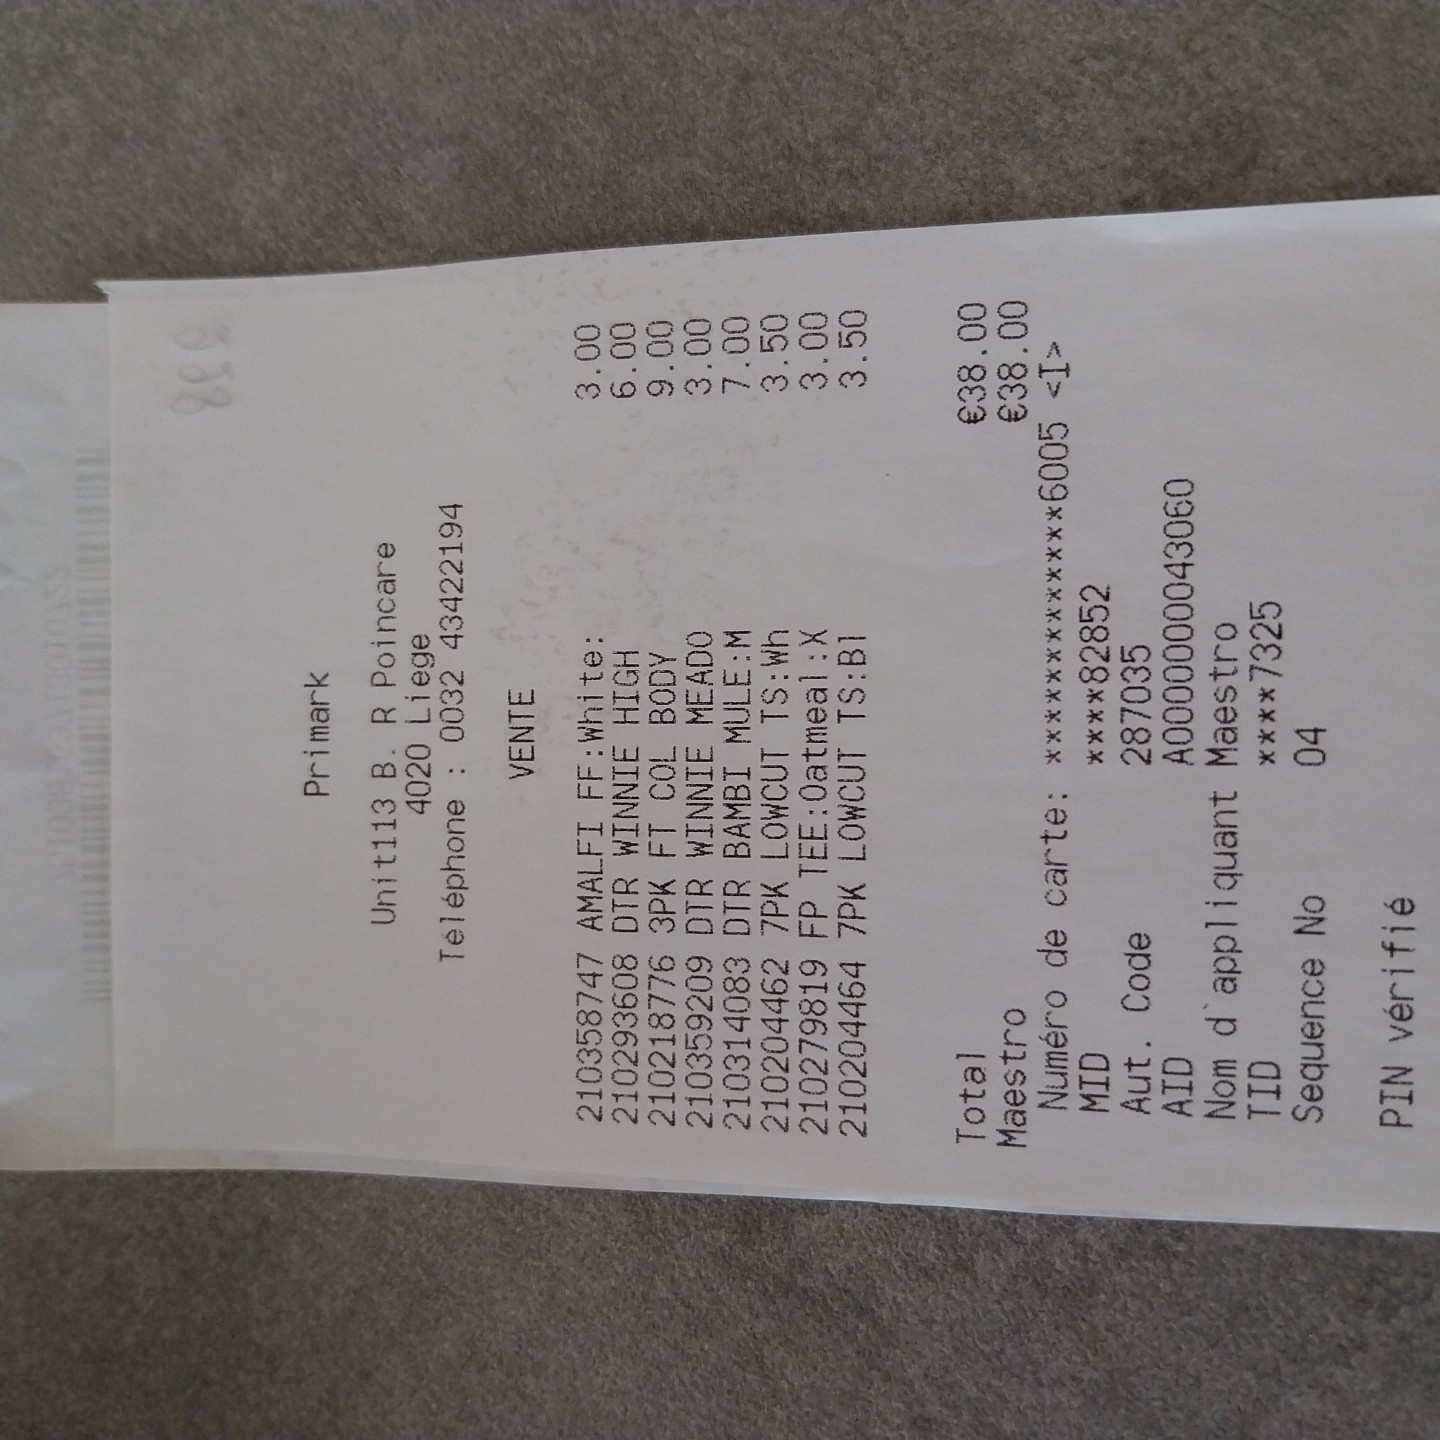 Primark
Unit113 B. R Poincare
4020 Liege
Téléphone : 0032 43422194
VENTE
210358747 AMALFI FF:White: 3.00
210293608 DTR WINNIE HIGH 6.00
210218776 3PK FT COL BODY 9.00
210359209 DTR WINNIE MEADO 3.00
210314083 DTR BAMBI MULE:M 7.00
210204462 7PK LOWCUT TS:Wh 3.50
210279819 FP TEE:Oatmeal:X 3.00
210204464 7PK LOWCUT TS:Bl 3.50
Total €38.00
Maestro €38.00
Numéro de carte: ***************6005 <I>
MID ****82852
Aut. Code 287035
AID A0000000043060
Nom d`appliquant Maestro
TID ****7325
Sequence No 04
PIN vérifié